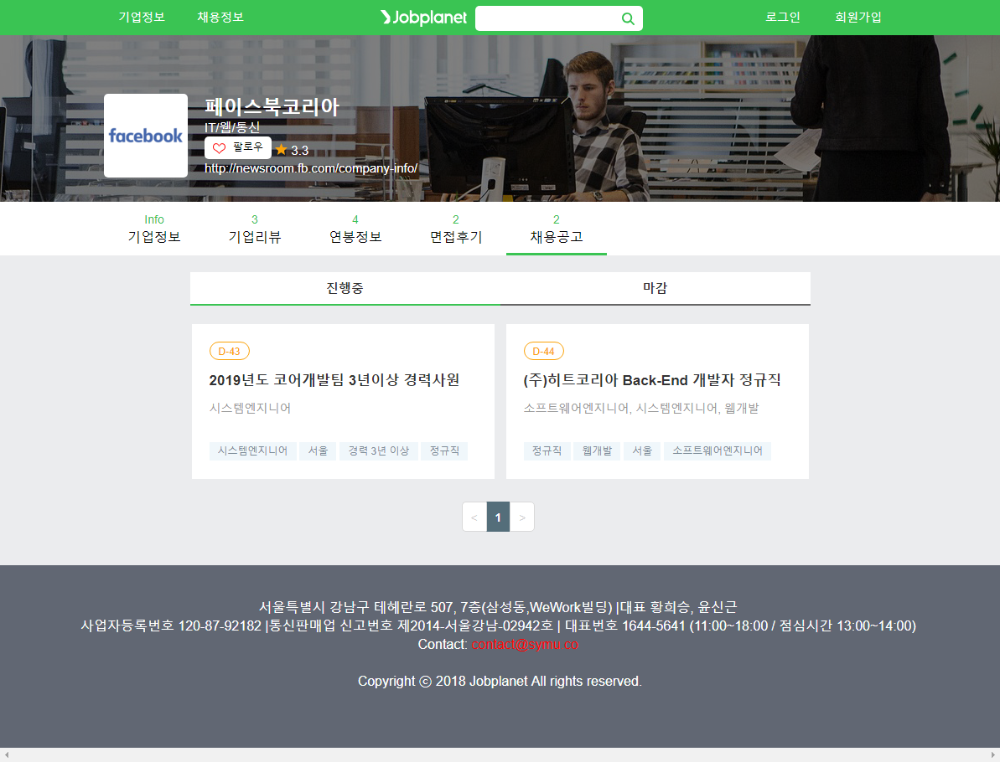 기업정보 채용정보 Jobplanet 로그인 회원가입
페이스북코리아
facebook
IT/웹/통신
팔로우 3.3
http://newsroom.fb.com/company-info/
Info 3 4 2 2
기업정보 기업리뷰 연봉정보 면접후기 채용공고
진행중 마감
D-43
2019년도 코어개발팀 3년이상 경력사원
시스템엔지니어
시스템엔지니어 서울 경력 3년 이상 정규직
D-44
(주)히트코리아 Back-End 개발자 정규직
소프트웨어엔지니어, 시스템엔지니어, 웹개발
정규직 웹개발 서울 소프트웨어엔지니어
< 1 >
서울특별시 강남구 테헤란로 507, 7층(삼성동,WeWork빌딩) |대표 황희승, 윤신근
사업자등록번호 120-87-92182 |통신판매업 신고번호 제2014-서울강남-02942호 | 대표번호 1644-5641 (11:00~18:00 / 점심시간 13:00~14:00)
Contact: contact@symu.co
Copyright ⓒ 2018 Jobplanet All rights reserved.